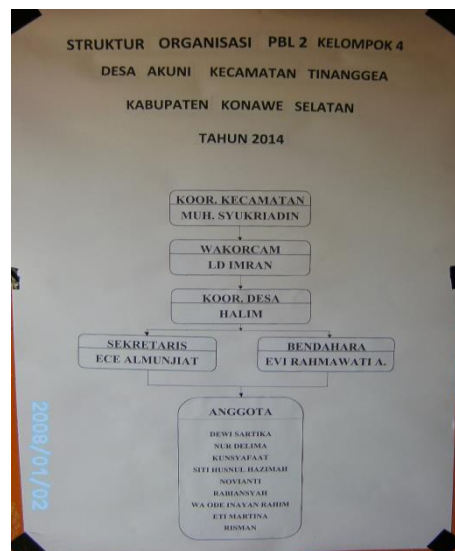 STRUKTUR ORGANISASI PBL 2 KELOMPOK 4
DESA AKUNI KECAMATAN TINANGGEA
KABUPATEN KONAWE SELATAN
TAHUN 2014
KOOR. KECAMATAN
MUH. SYUKRIADIN
WAKORCAM
LD IMRAN
KOOR. DESA
HALIM
SEKRETARIS
ECE ALMUNJIAT
BENDAHARA
EVI RAHMAWATI A.
ANGGOTA
DEWI SARTIKA
NUR DELIMA
KUNSYAFAAT
SITI HUSNUL HAZIMAH
NOVIANTI
RABIANSYAH
WA ODE INAYAN RAHIM
ETI MARTINA
RISMAN
2008/01/02